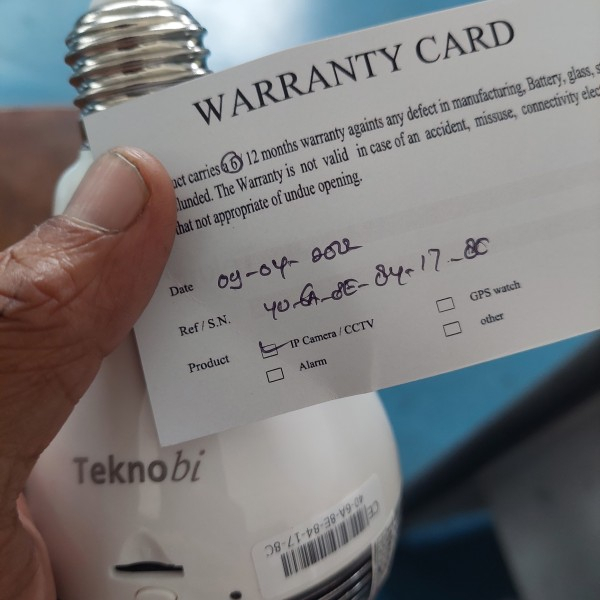 WARRANTY CARD
uct carries a 6 12 months warranty againts any defect in manufacturing, Battery, glass, s
lunded. The Warranty is not valid in case of an accident, missuse, connectivity elec
that not appropriate of undue opening.
Date 09-04-2022
Ref / S.N. 40-6A-8E-84-17-8C
Product IP Camera / CCTV GPS watch
Alarm other
Teknobi
CE 40-6A-8E-84-17-8C